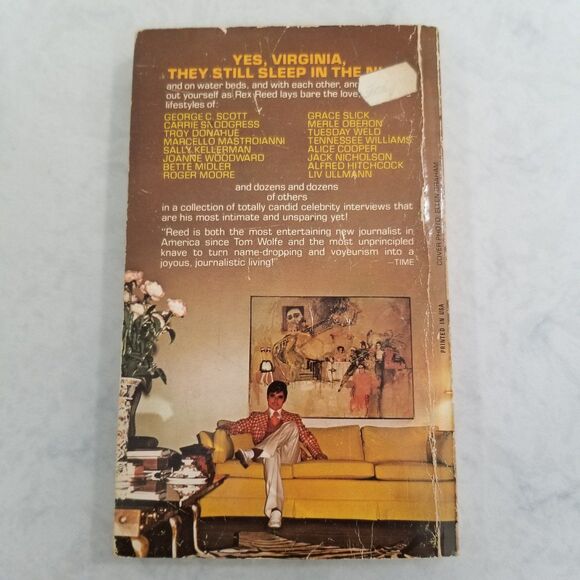 YES, VIRGINIA,
THEY STILL SLEEP IN THE
and on water beds, and with each other, and
out yourself as Rex Reed lays bare the love,
lifestyles of:
GEORGE C. SCOTT
CARRIE SNODGRESS
TROY DONAHUE
MARCELLO MASTROIANNI
SALLY KELLERMAN
JOANNE WOODWARD
BETTE MIDLER
ROGER MOORE
GRACE SLICK
MERLE OBERON
TUESDAY WELD
TENNESSEE WILLIAMS
ALICE COOPER
JACK NICHOLSON
ALFRED HITCHCOCK
LIV ULLMANN
and dozens and dozens
of others
in a collection of totally candid celebrity interviews that
are his most intimate and unsparing yet!
"Reed is both the most entertaining new journalist in
America since Tom Wolfe and the most unprincipled
knave to turn name-dropping and voyeurism into a
joyous, journalistic living!" —TIME
COVER PHOTO:
PRINTED IN USA